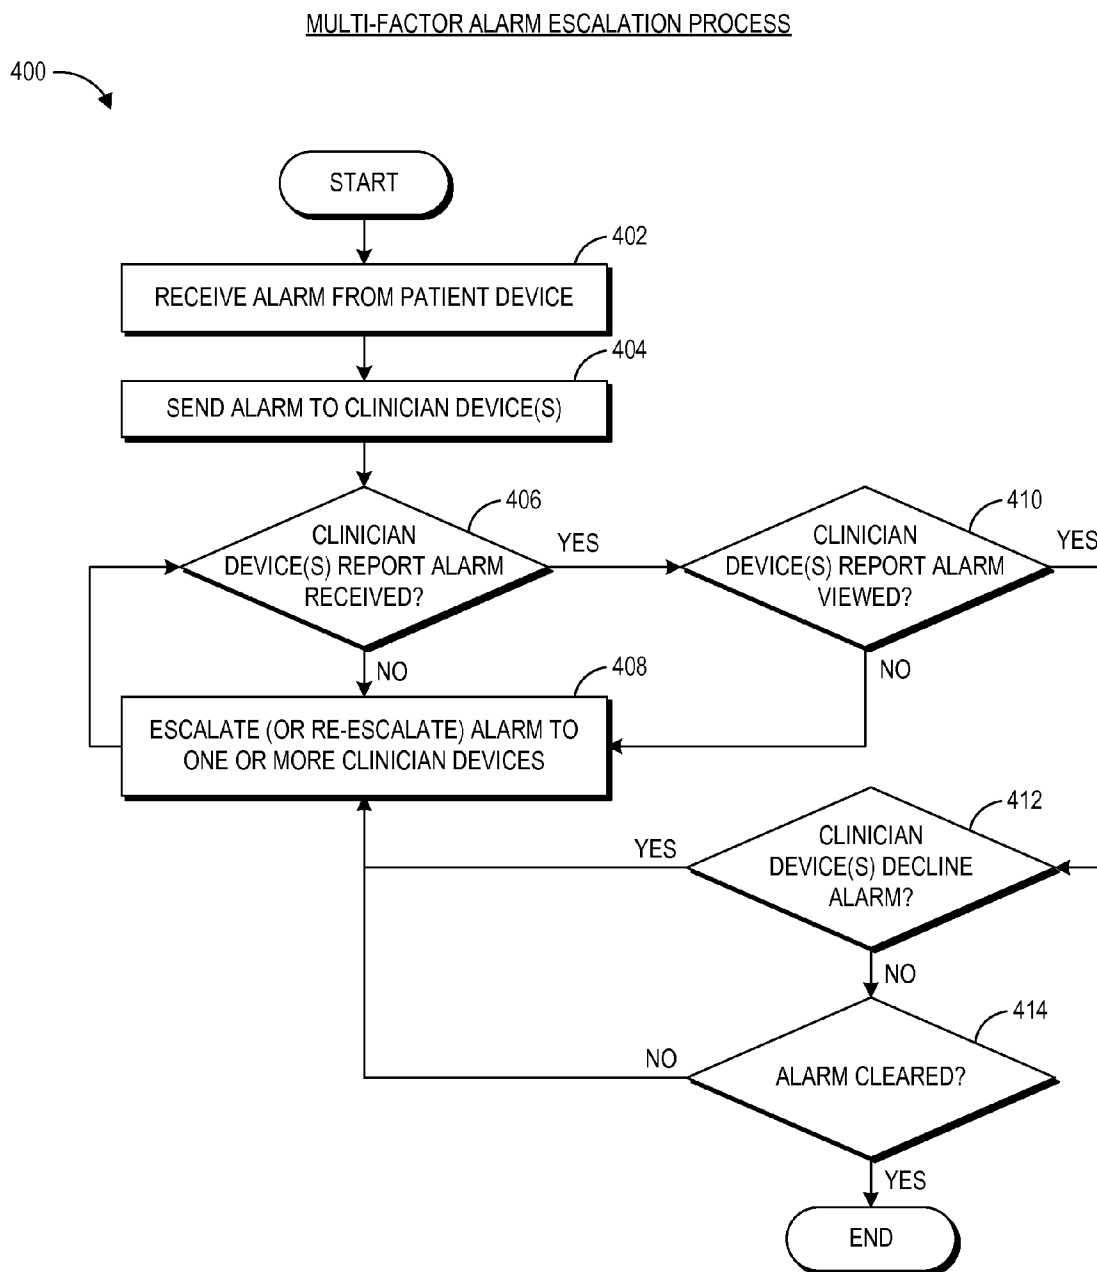 MULTI-FACTOR ALARM ESCALATION PROCESS
400
START
402
RECEIVE ALARM FROM PATIENT DEVICE
404
SEND ALARM TO CLINICIAN DEVICE(S)
406
CLINICIAN
DEVICE(S) REPORT ALARM
RECEIVED?
YES
NO
410
CLINICIAN
DEVICE(S) REPORT ALARM
VIEWED?
YES
NO
408
ESCALATE (OR RE-ESCALATE) ALARM TO
ONE OR MORE CLINICIAN DEVICES
412
CLINICIAN
DEVICE(S) DECLINE
ALARM?
YES
NO
414
ALARM CLEARED?
NO
YES
END